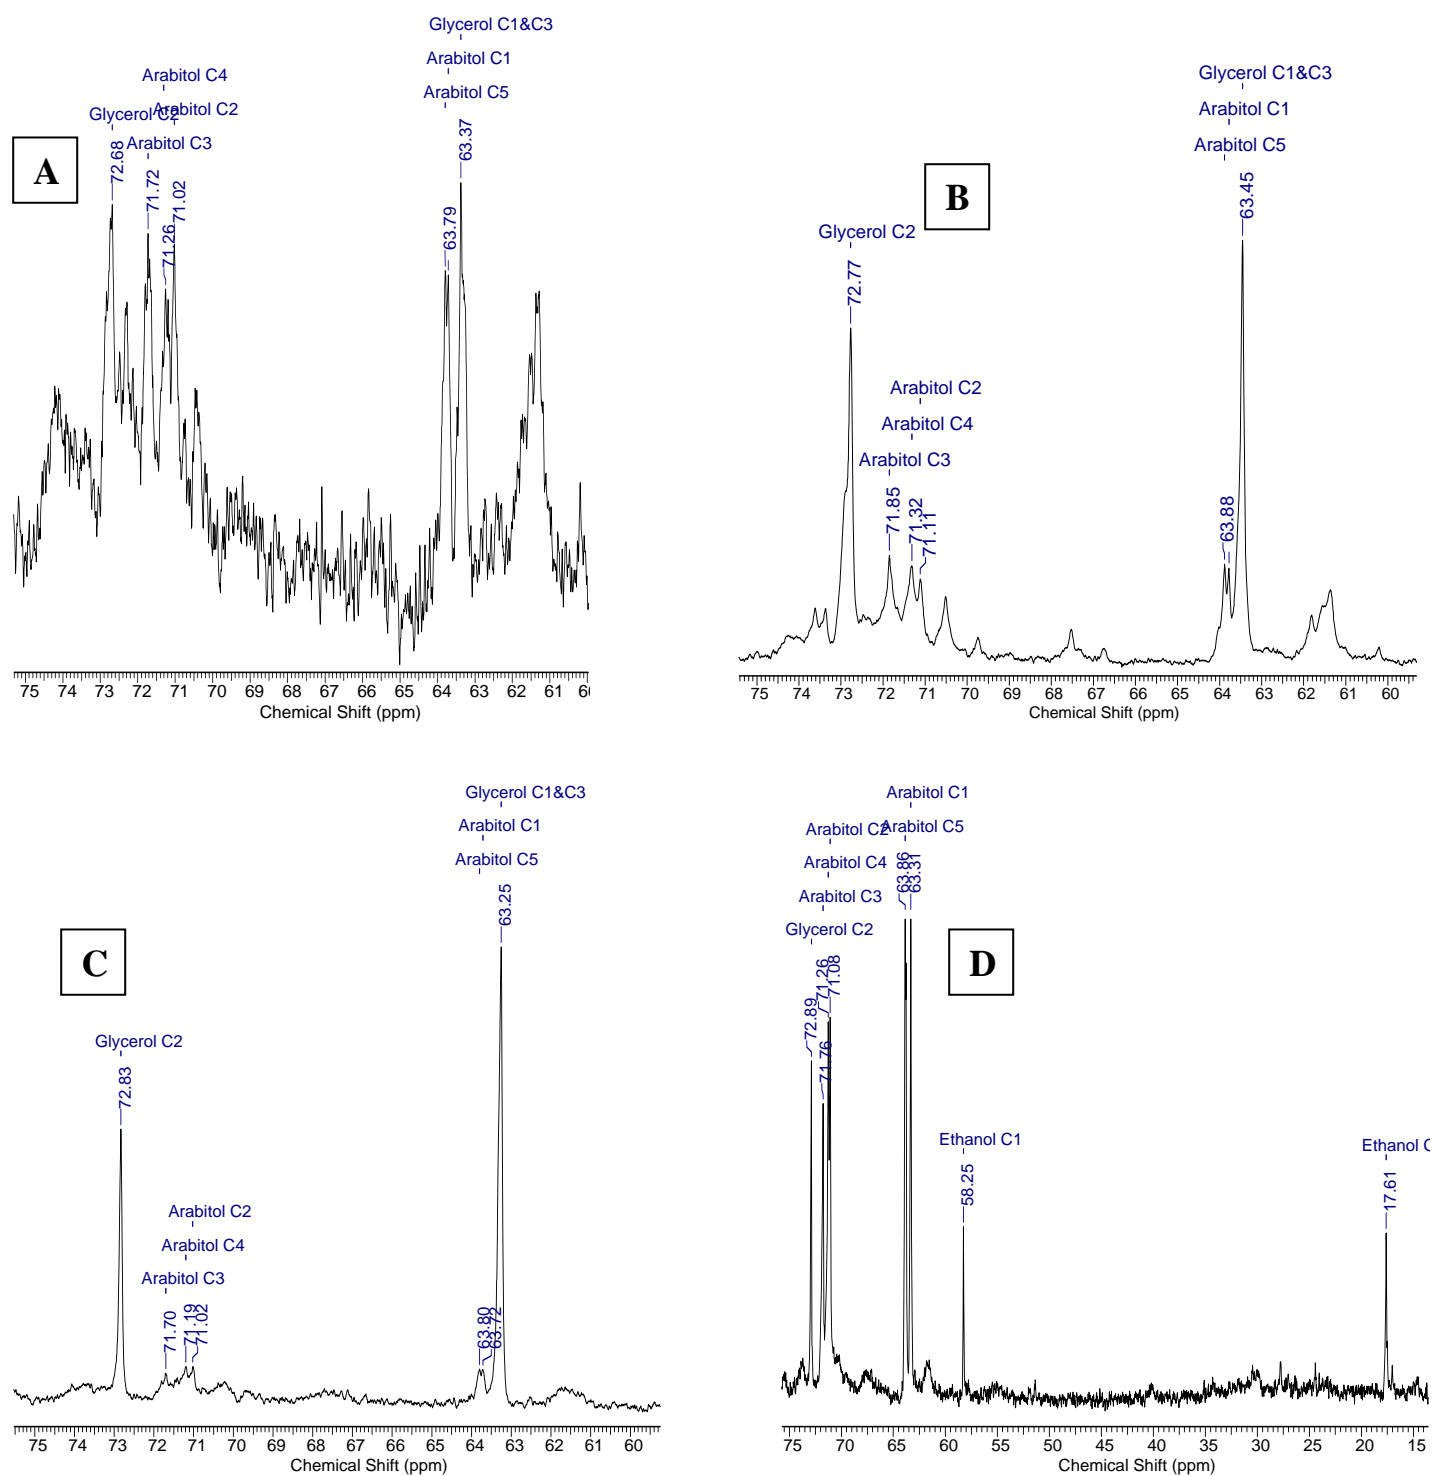 Glycerol C1&C3
Arabitol C1
Arabitol C5
Arabitol C4
Arabitol C2
Glycerol C2
Arabitol C3
A
72.68
71.72
71.26
71.02
63.79
63.37
75 74 73 72 71 70 69 68 67 66 65 64 63 62 61 6
Chemical Shift (ppm)
Glycerol C1&C3
Arabitol C1
Arabitol C5
B
Glycerol C2
Arabitol C2
Arabitol C4
Arabitol C3
72.77
71.85
71.32
71.11
63.88
63.45
75 74 73 72 71 70 69 68 67 66 65 64 63 62 61 60
Chemical Shift (ppm)
Glycerol C1&C3
Arabitol C1
Arabitol C5
C
Glycerol C2
Arabitol C2
Arabitol C4
Arabitol C3
72.83
71.70
71.19
71.02
63.80
63.72
63.25
75 74 73 72 71 70 69 68 67 66 65 64 63 62 61 60
Chemical Shift (ppm)
Arabitol C1
Arabitol C5
Arabitol C2
Arabitol C4
Arabitol C3
Glycerol C2
D
Ethanol C1
Ethanol C
72.89
71.76
71.26
71.08
63.86
63.31
58.25
17.61
75 70 65 60 55 50 45 40 35 30 25 20 15
Chemical Shift (ppm)